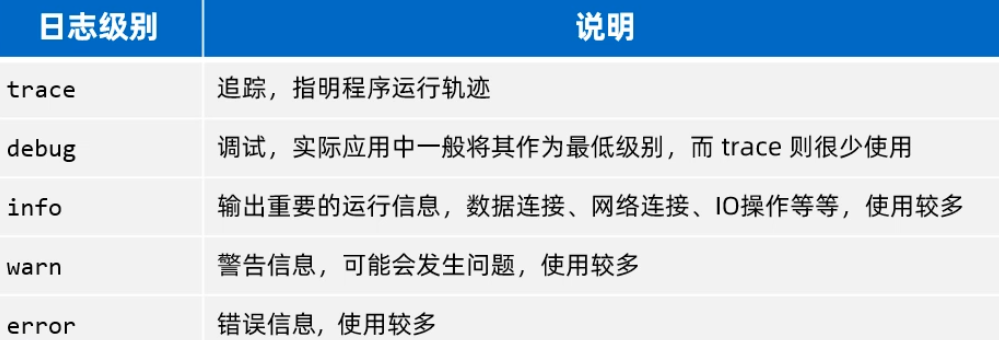 日志级别 说明
trace 追踪，指明程序运行轨迹
debug 调试，实际应用中一般将其作为最低级别，而 trace 则很少使用
info 输出重要的运行信息，数据连接、网络连接、IO操作等等，使用较多
warn 警告信息，可能会发生问题，使用较多
error 错误信息, 使用较多